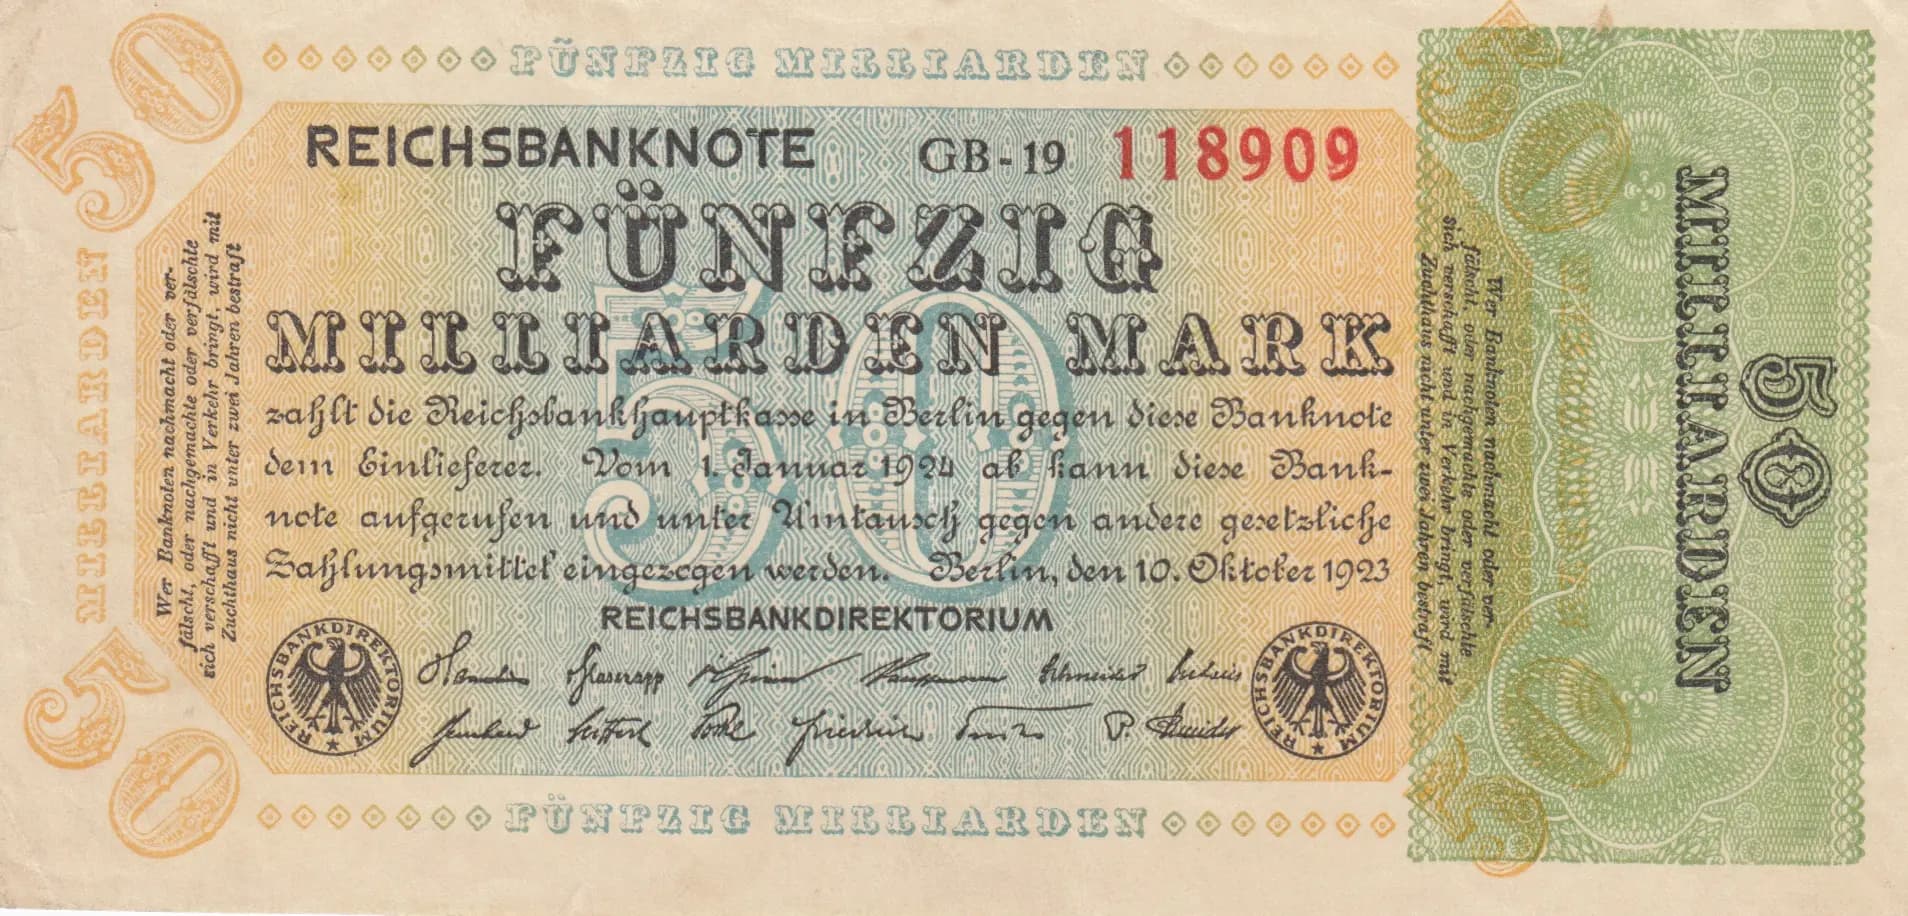 FÜNFZIG MILLIARDEN
50
MILLIARDEN
50
REICHSBANKNOTE GB-19 118909
FÜNFZIG
MILLIARDEN MARK
zahlt die Reichsbankhauptkasse in Berlin gegen diese Banknote
dem Einlieferer. Vom 1. Januar 1924 ab kann diese Bank-
note aufgerufen und unter Umtausch gegen andere gesetzliche
Zahlungsmittel eingezogen werden. Berlin, den 10. Oktober 1923
REICHSBANKDIREKTORIUM
50
Wer Banknoten nachmacht oder ver-
fälscht, oder nachgemachte oder verfälschte
sich verschafft und in Verkehr bringt, wird mit
Zuchthaus nicht unter zwei Jahren bestraft
REICHSBANKDIREKTORIUM
REICHSBANKDIREKTORIUM
FÜNFZIG MILLIARDEN
50
50
Wer Banknoten nachmacht oder ver-
fälscht, oder nachgemachte oder verfälschte
sich verschafft und in Verkehr bringt, wird mit
Zuchthaus nicht unter zwei Jahren bestraft
MILLIARDEN
50
MILLIARDEN